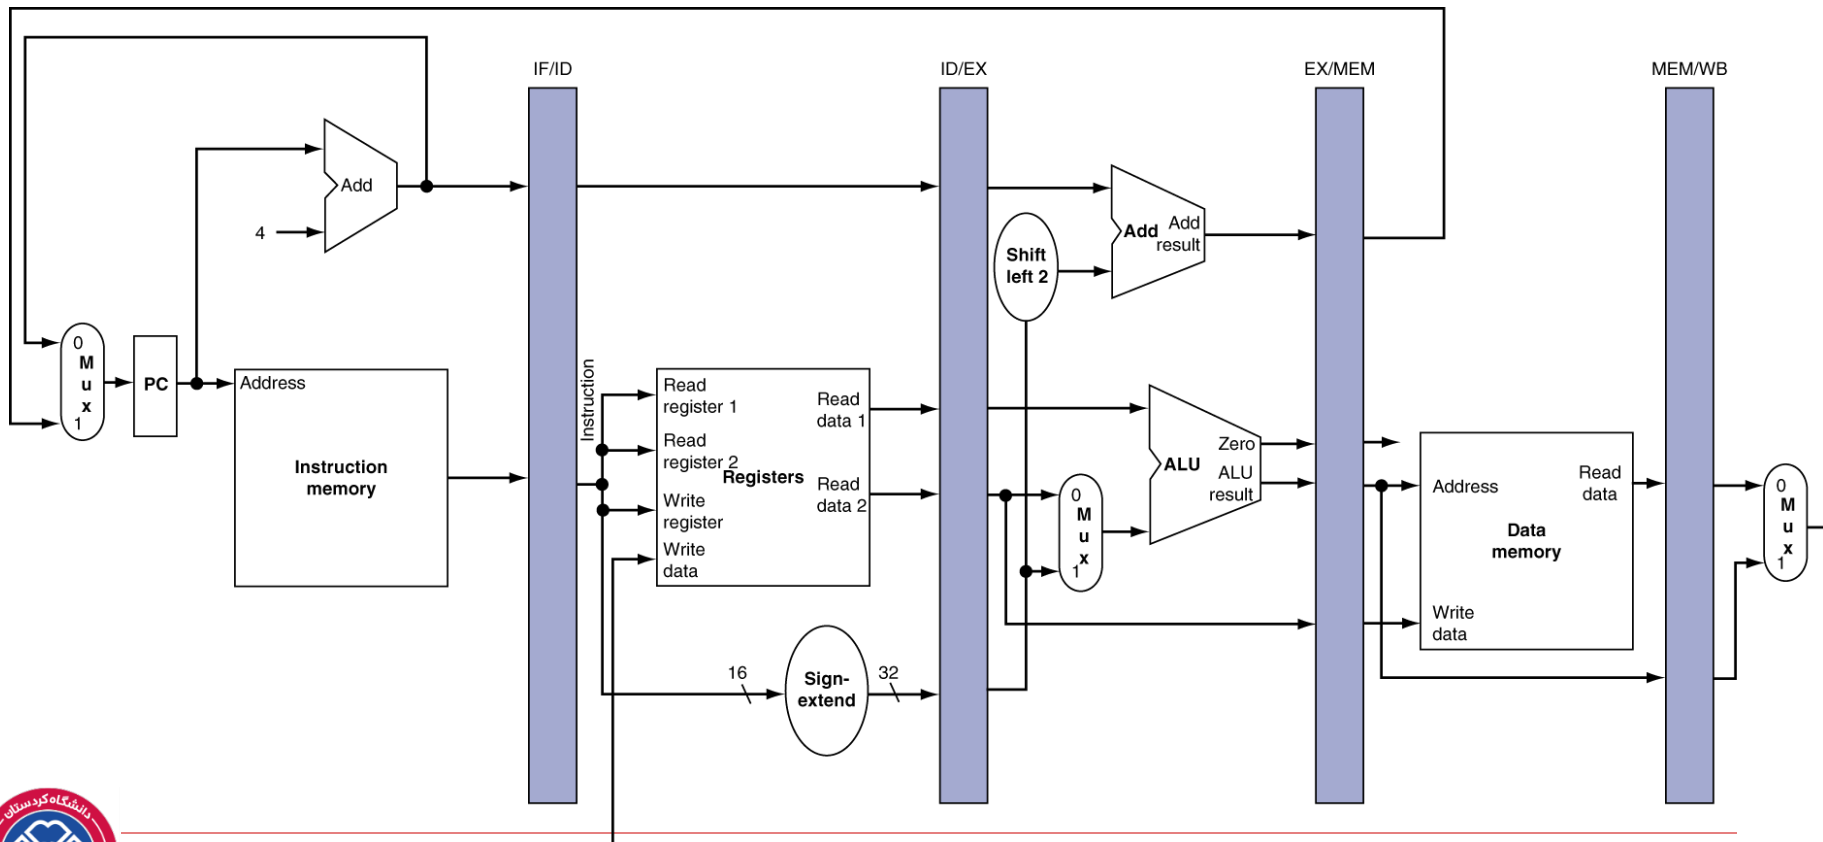 IF/ID
ID/EX
EX/MEM
MEM/WB
Add
4
Add
Add
result
Shift
left 2
0
M
u
x
1
PC
Address
Instruction
memory
Instruction
Read
register 1
Read
register 2
Registers
Write
register
Write
data
Read
data 1
Read
data 2
16
Sign-
extend
32
0
M
u
x
1
ALU
Zero
ALU
result
Address
Read
data
Data
memory
Write
data
0
M
u
x
1
دانشگاه کردستان